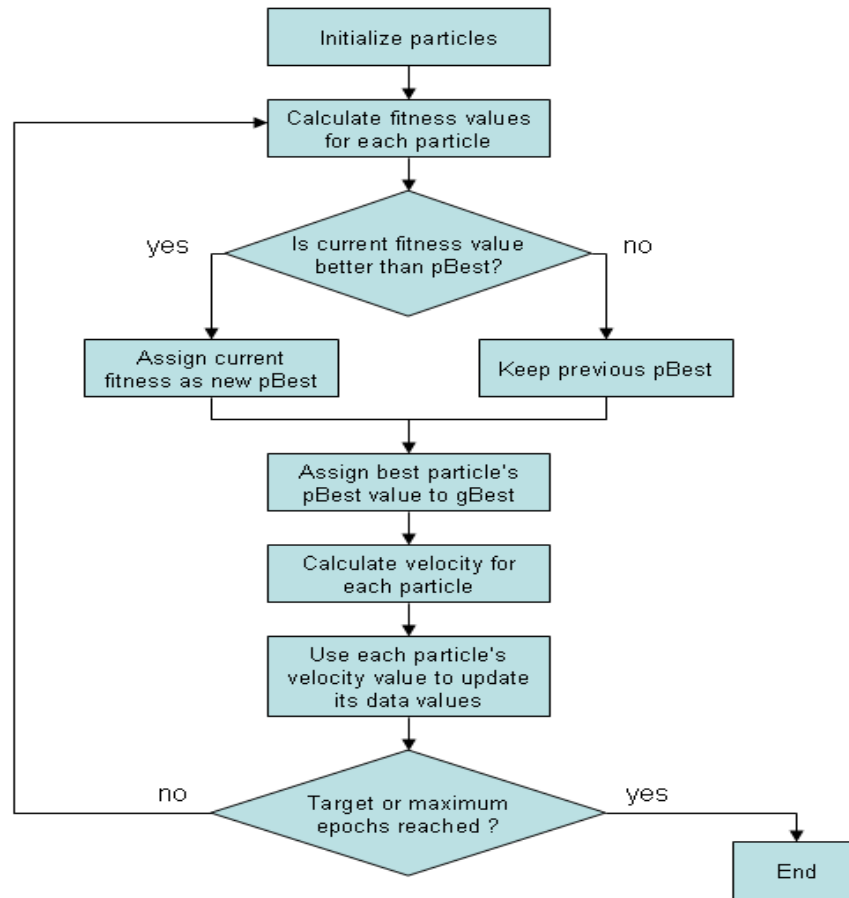 Initialize particles
Calculate fitness values
for each particle
yes
Is current fitness value
better than pBest?
no
Assign current
fitness as new pBest
Keep previous pBest
Assign best particle's
pBest value to gBest
Calculate velocity for
each particle
Use each particle's
velocity value to update
its data values
no
Target or maximum
epochs reached ?
yes
End